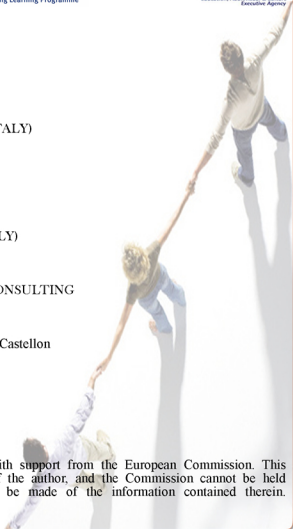 ng Learning Programme
Executive Agency
TALY)
LY)
ONSULTING
Castellon
ith support from the European Commission. This
f the author, and the Commission cannot be held
be made of the information contained therein.